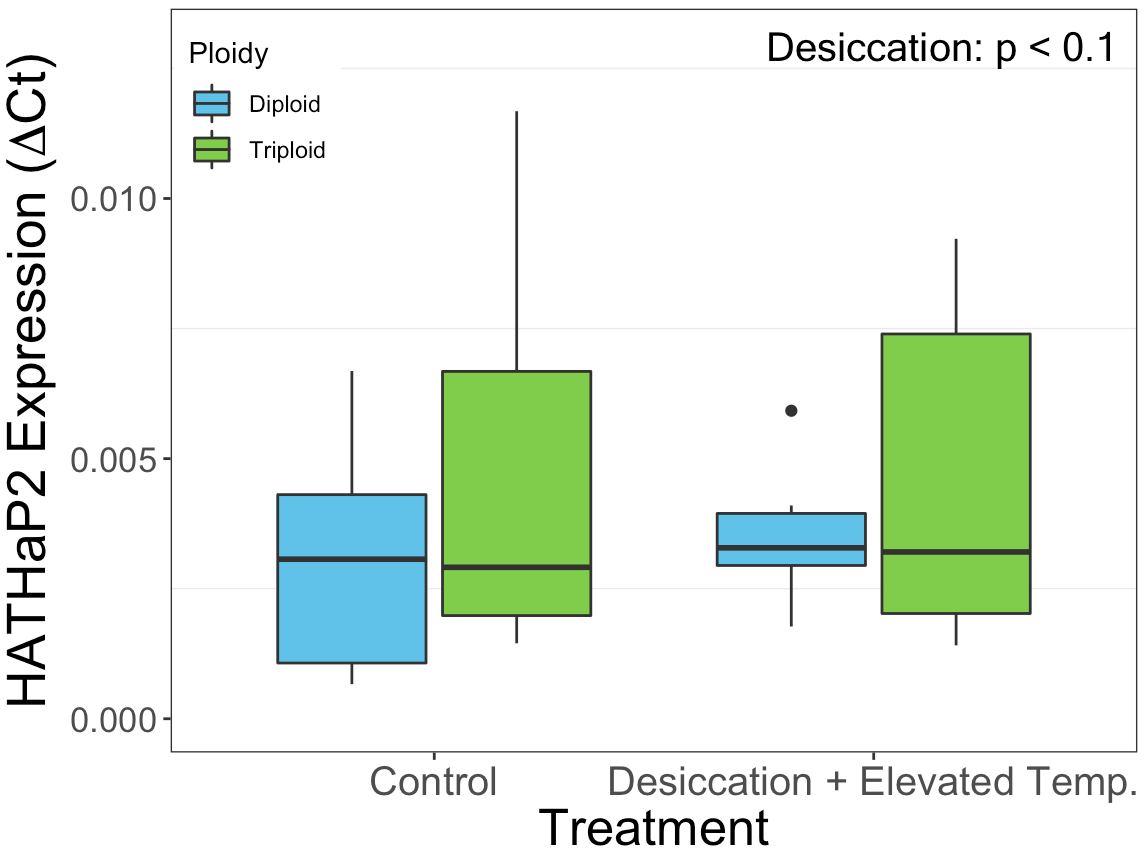 HATHaP2 Expression (ΔCt)
Ploidy
Diploid
Triploid
Desiccation: p < 0.1
0.010
0.005
0.000
Control
Desiccation + Elevated Temp.
Treatment